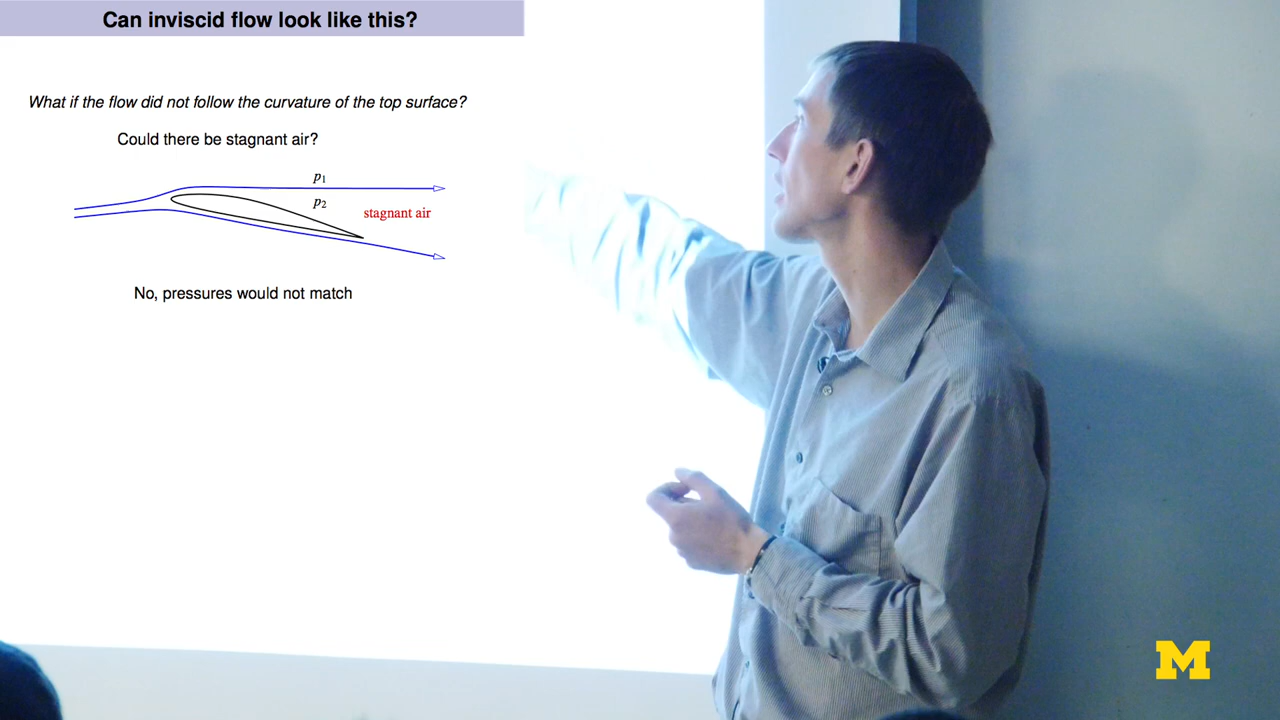 Can inviscid flow look like this?
What if the flow did not follow the curvature of the top surface?
Could there be stagnant air?
p1
p2
stagnant air
No, pressures would not match
M